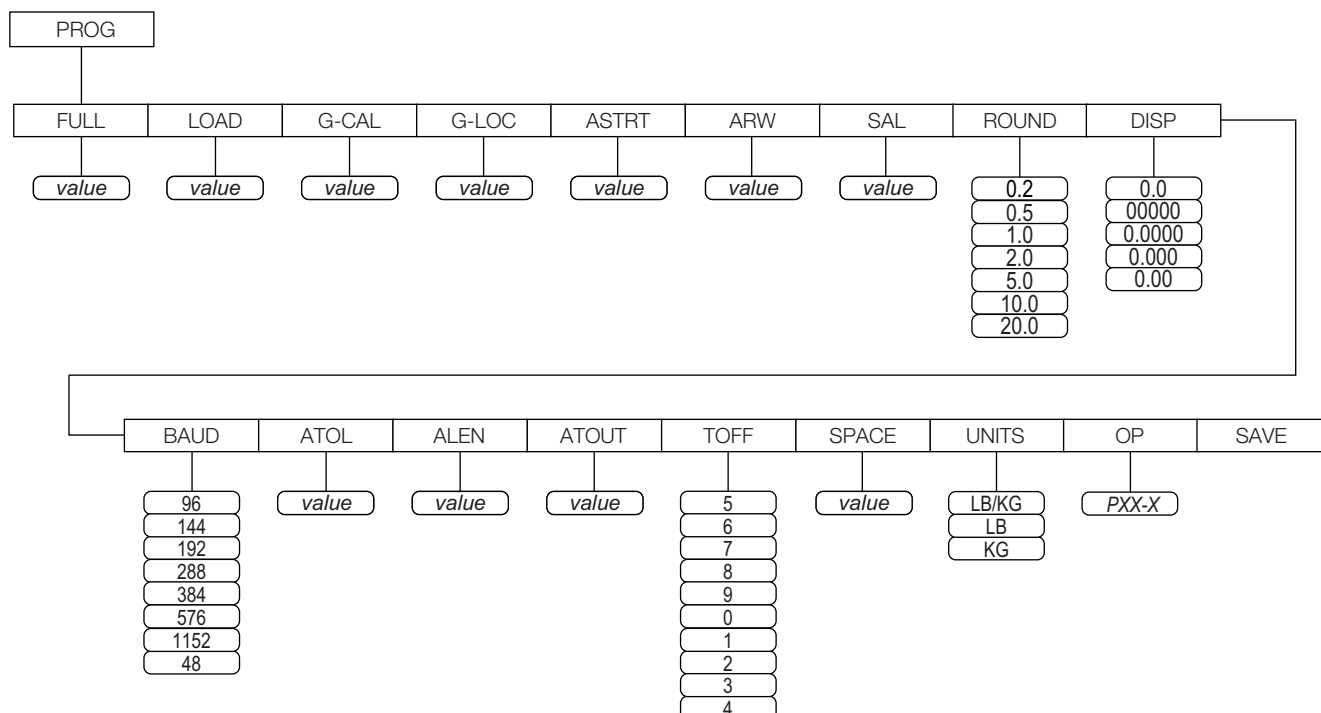 PROG
FULL LOAD G-CAL G-LOC ASTRT ARW SAL ROUND DISP
value value value value value value value 0.2 0.0
0.5 00000
1.0 0.0000
2.0 0.000
5.0 0.00
10.0
20.0
BAUD ATOL ALEN ATOUT TOFF SPACE UNITS OP SAVE
96 value value value 5 value LB/KG PXX-X
144 6 LB
192 7 KG
288 8
384 9
576 0
1152 1
48 2
3
4